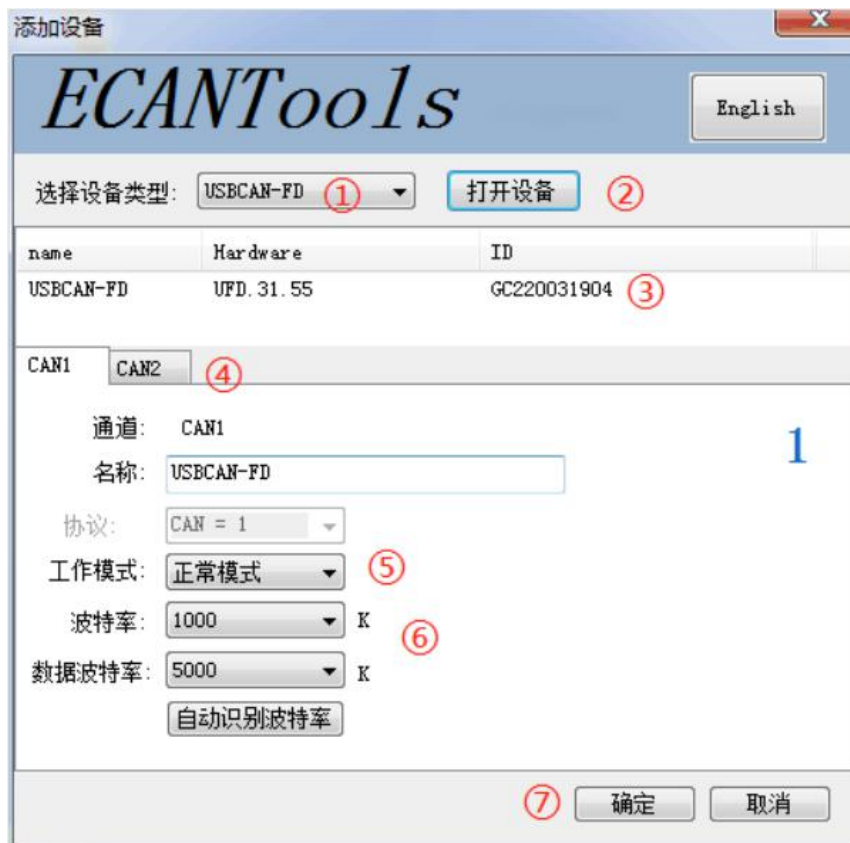 添加设备
ECANTools English
选择设备类型: USBCAN-FD ① 打开设备 ②
name Hardware ID
USBCAN-FD UFD.31.55 GC220031904 ③
CAN1 CAN2 ④
通道: CAN1 1
名称: USBCAN-FD
协议: CAN = 1
工作模式: 正常模式 ⑤
波特率: 1000 K ⑥
数据波特率: 5000 K
自动识别波特率
⑦ 确定 取消